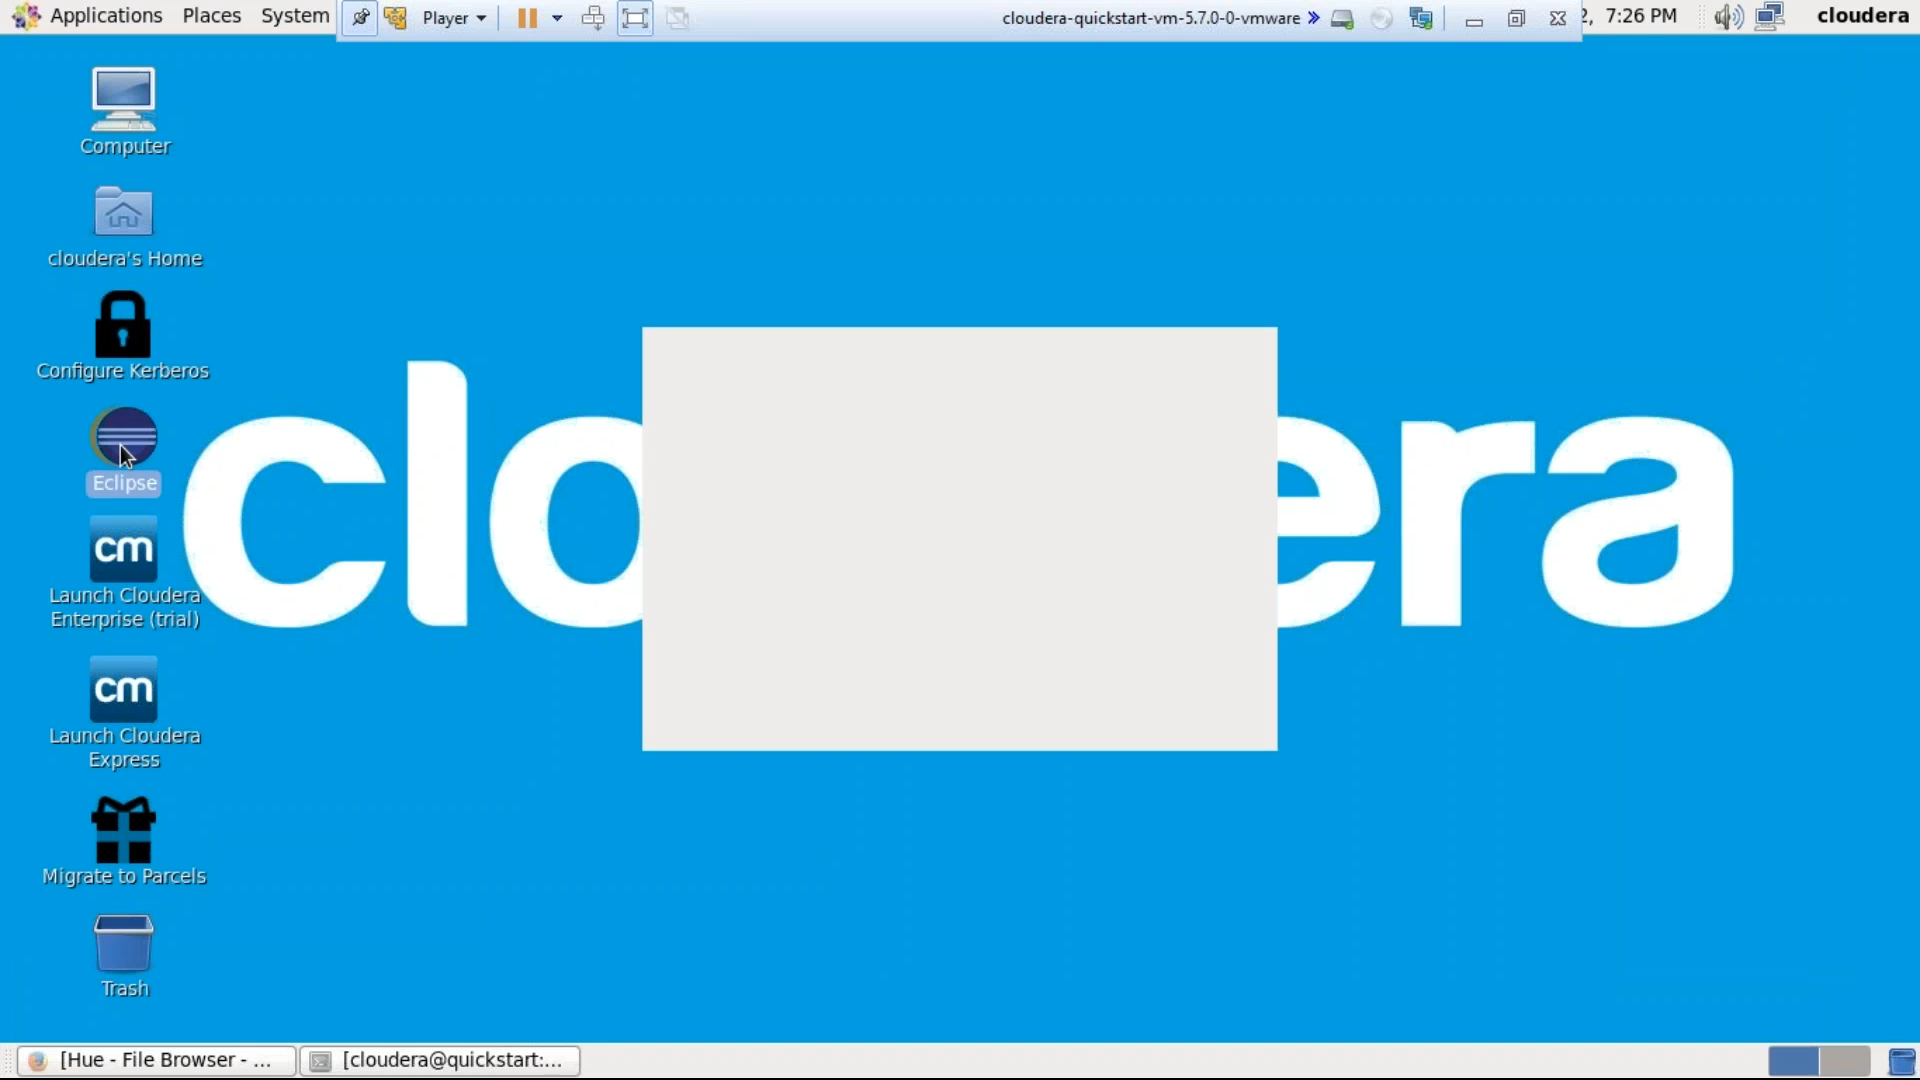 Applications Places System Player cloudera-quickstart-vm-5.7.0-0-vmware 2, 7:26 PM cloudera
Computer
cloudera's Home
Configure Kerberos
Eclipse
cm
Launch Cloudera
Enterprise (trial)
cm
Launch Cloudera
Express
Migrate to Parcels
Trash
clo era
[Hue - File Browser - ... [cloudera@quickstart:...